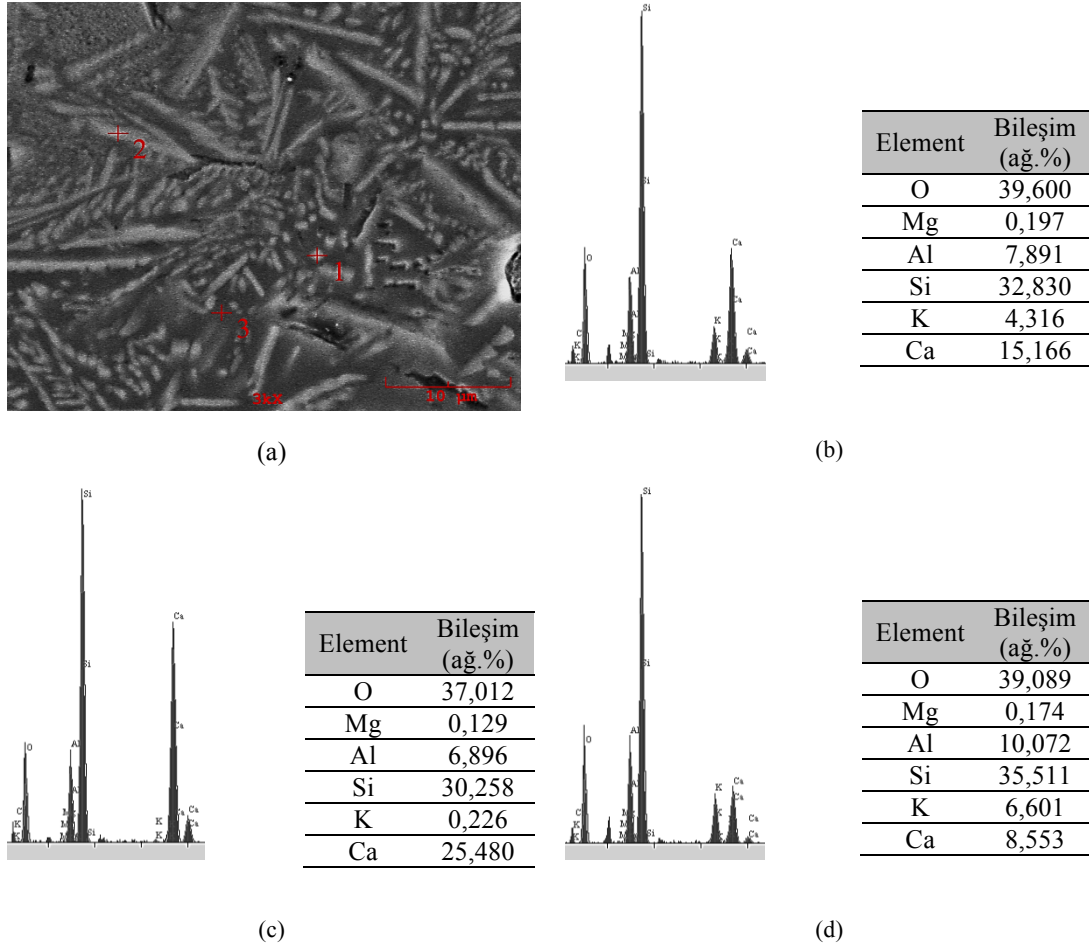 2
1
3
3kX
10 µm
(a)
Si
Si
O
Al
Ca
Ca
K
C
K
Si
Ca
Ca
Element Bileşim
(ağ.%)
O 39,600
Mg 0,197
Al 7,891
Si 32,830
K 4,316
Ca 15,166
(b)
Si
Si
O
Al
Ca
Ca
C
K
Si
K
K
Ca
Ca
Element Bileşim
(ağ.%)
O 37,012
Mg 0,129
Al 6,896
Si 30,258
K 0,226
Ca 25,480
(c)
Si
Si
O
Al
K
Ca
Ca
C
K
Si
Ca
Ca
Element Bileşim
(ağ.%)
O 39,089
Mg 0,174
Al 10,072
Si 35,511
K 6,601
Ca 8,553
(d)